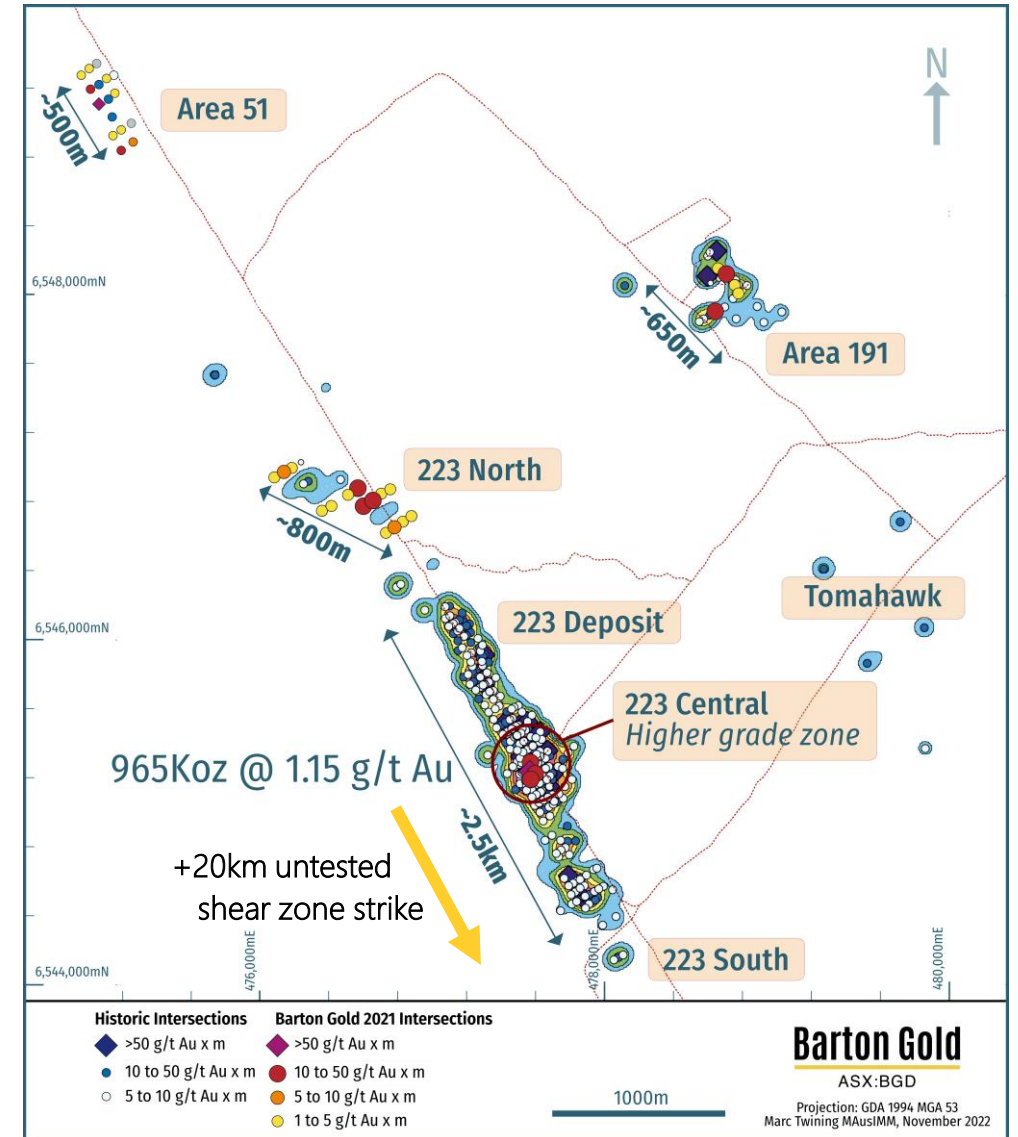 N
Area 51
~500m
6,548,000mN
~650m
Area 191
223 North
~800m
Tomahawk
6,546,000mN
223 Deposit
223 Central
Higher grade zone
965Koz @ 1.15 g/t Au
~2.5km
+20km untested
shear zone strike
476,000mE
478,000mE
480,000mE
223 South
6,544,000mN
Historic Intersections
>50 g/t Au x m
10 to 50 g/t Au x m
5 to 10 g/t Au x m
Barton Gold 2021 Intersections
>50 g/t Au x m
10 to 50 g/t Au x m
5 to 10 g/t Au x m
1 to 5 g/t Au x m
1000m
Barton Gold
ASX:BGD
Projection: GDA 1994 MGA 53
Marc Twining MAusIMM, November 2022